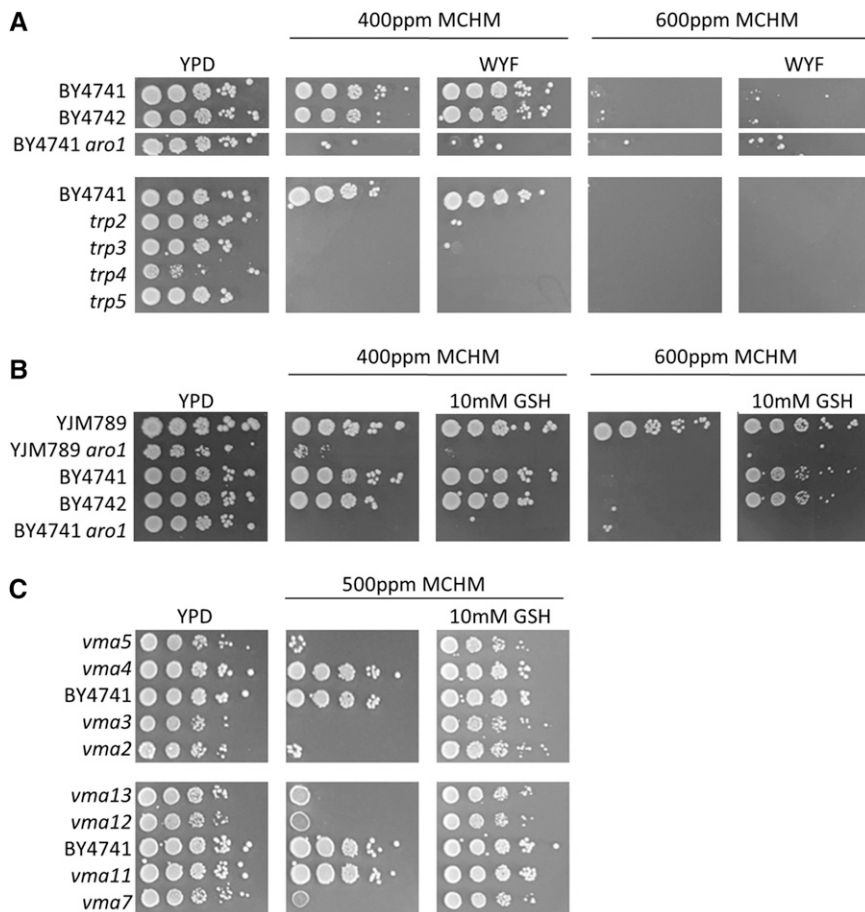 A
400ppm MCHM
600ppm MCHM
YPD
WYF
WYF
BY4741
BY4742
BY4741 aro1
BY4741
trp2
trp3
trp4
trp5
B
400ppm MCHM
600ppm MCHM
YPD
10mM GSH
10mM GSH
YJM789
YJM789 aro1
BY4741
BY4742
BY4741 aro1
C
500ppm MCHM
YPD
10mM GSH
vma5
vma4
BY4741
vma3
vma2
vma13
vma12
BY4741
vma11
vma7